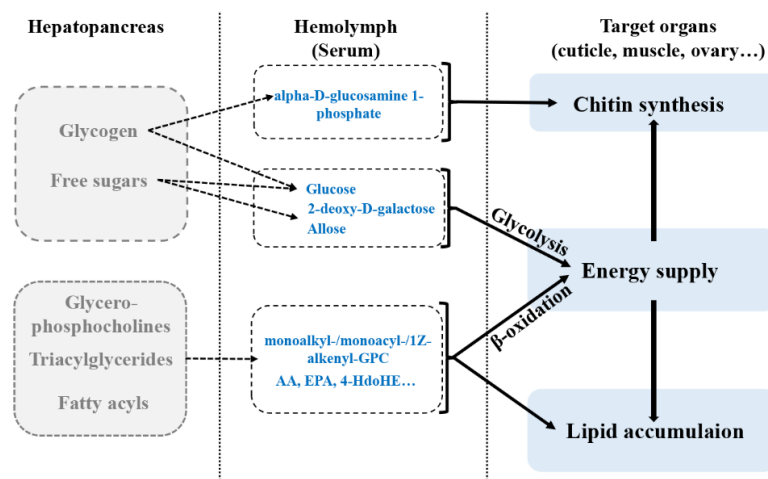 Hepatopancreas
Hemolymph
(Serum)
Target organs
(cuticle, muscle, ovary…)
Glycogen
Free sugars
alpha-D-glucosamine 1-
phosphate
Chitin synthesis
Glucose
2-deoxy-D-galactose
Allose
Glycolysis
Energy supply
β-oxidation
Glycero-
phosphocholines
Triacylglycerides
Fatty acyls
monoalkyl-/monoacyl-/1Z-
alkenyl-GPC
AA, EPA, 4-HdoHE…
Lipid accumulaion